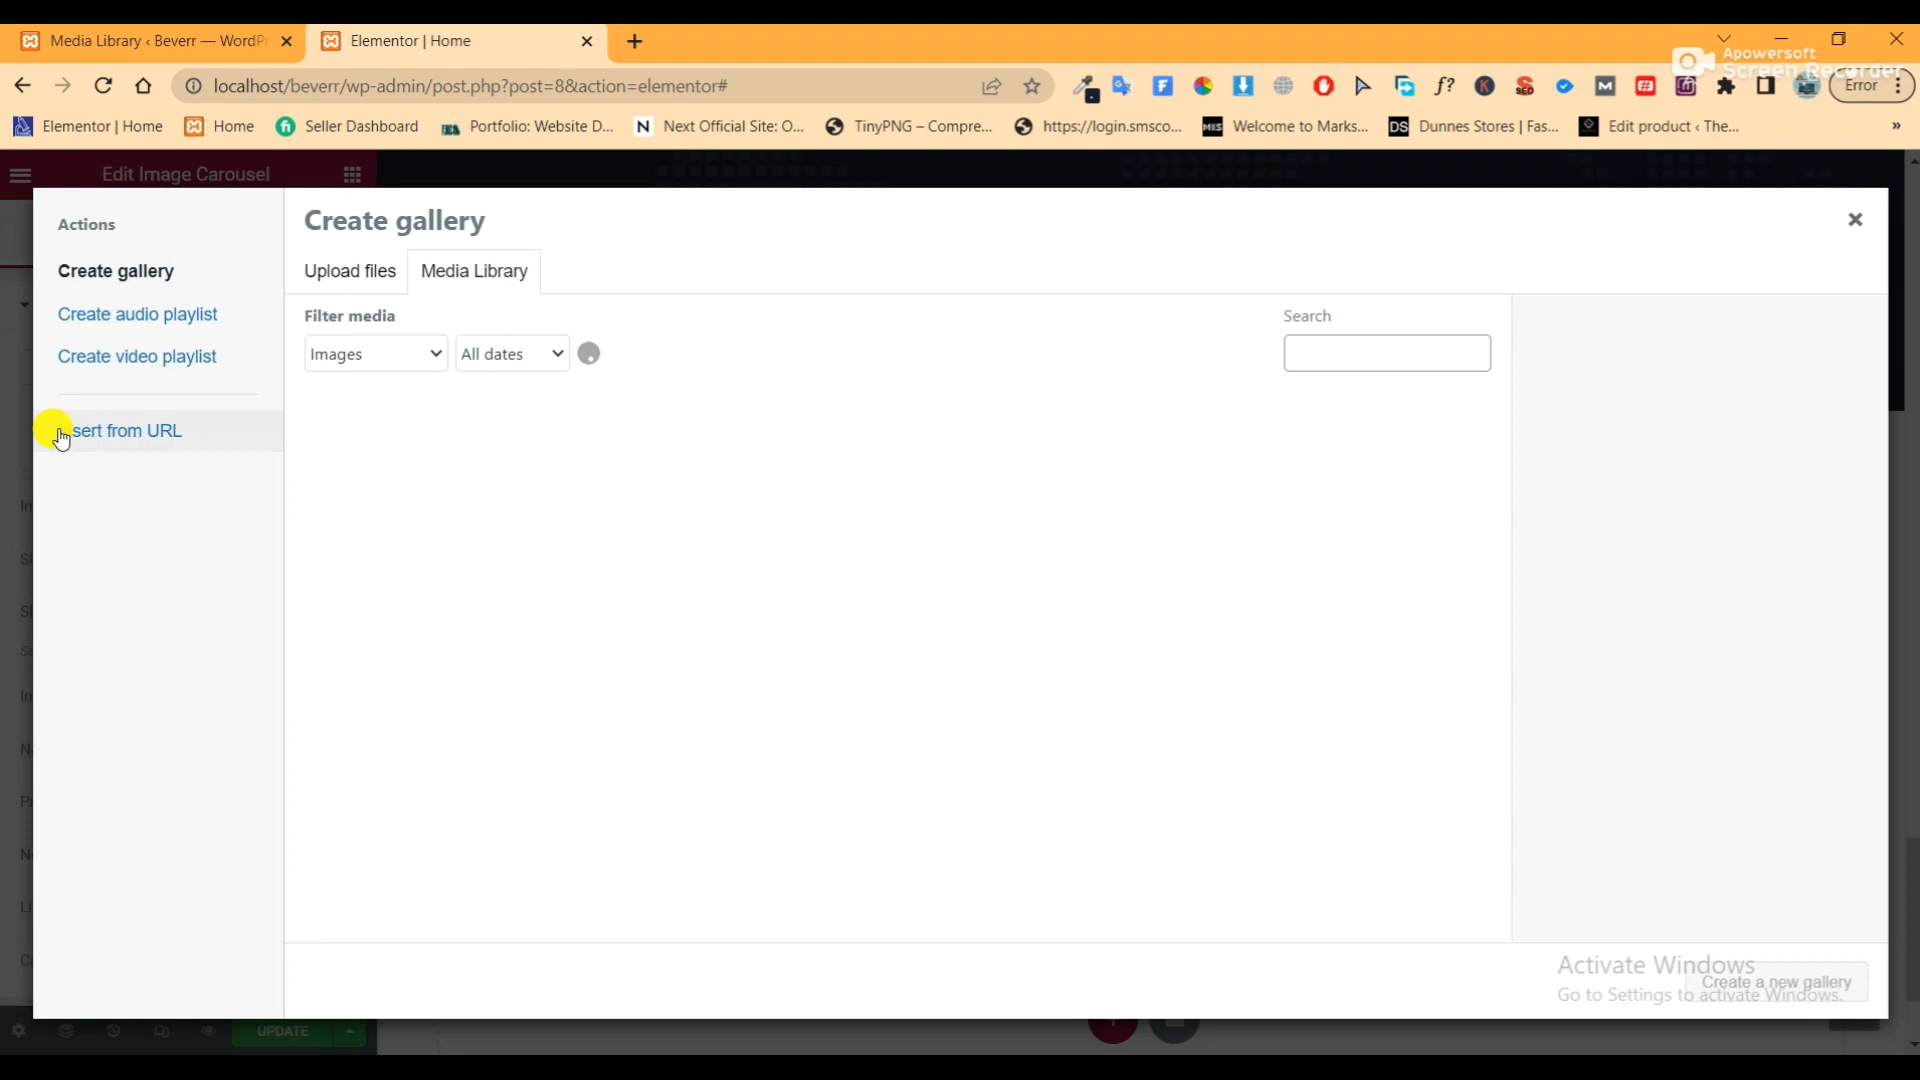 Media Library ‹ Beverr — WordPr
Elementor | Home
Apowersoft
Screen Recorder
localhost/beverr/wp-admin/post.php?post=8&action=elementor#
Error
Elementor | Home
Home
Seller Dashboard
Portfolio: Website D...
Next Official Site: O...
TinyPNG – Compre...
https://login.smsco...
Welcome to Marks...
Dunnes Stores | Fas...
Edit product ‹ The...
Edit Image Carousel
Actions
Create gallery
Create audio playlist
Create video playlist
sert from URL
Create gallery
Upload files
Media Library
Filter media
Images
All dates
Search
Create a new gallery
Activate Windows
Go to Settings to activate Windows.
UPDATE